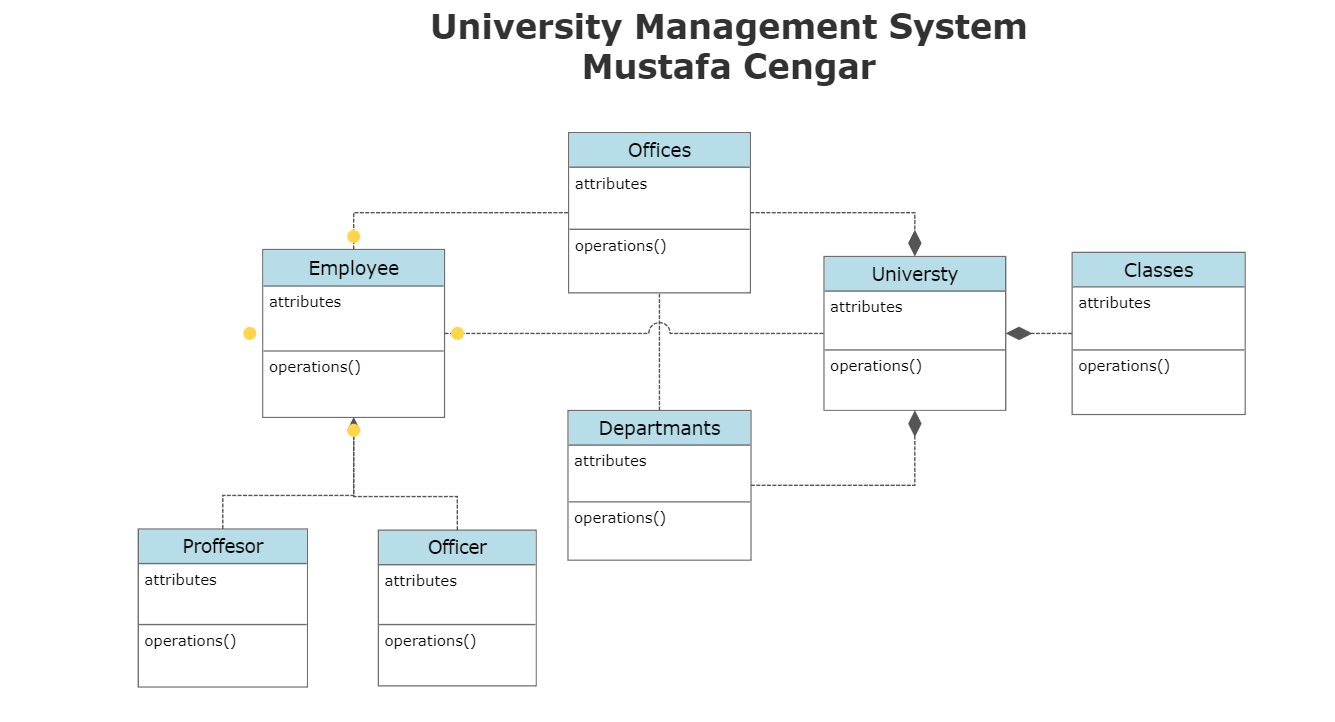 University Management System
Mustafa Cengar
Offices
attributes
operations()
Employee
attributes
operations()
Universty
attributes
operations()
Classes
attributes
operations()
Departmants
attributes
operations()
Proffesor
attributes
operations()
Officer
attributes
operations()